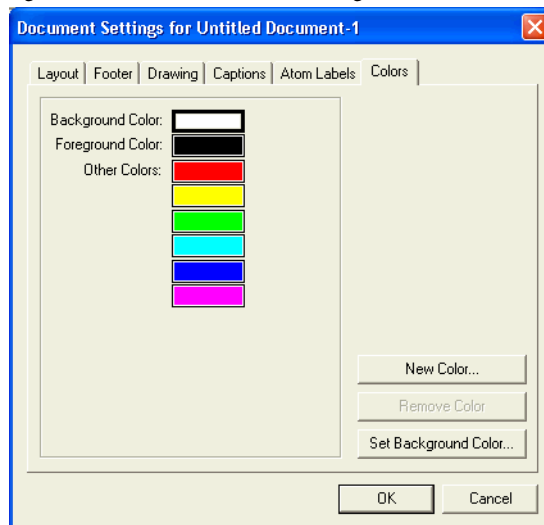 Document Settings for Untitled Document-1
Layout Footer Drawing Captions Atom Labels Colors
Background Color:
Foreground Color:
Other Colors:
New Color...
Remove Color
Set Background Color...
OK Cancel